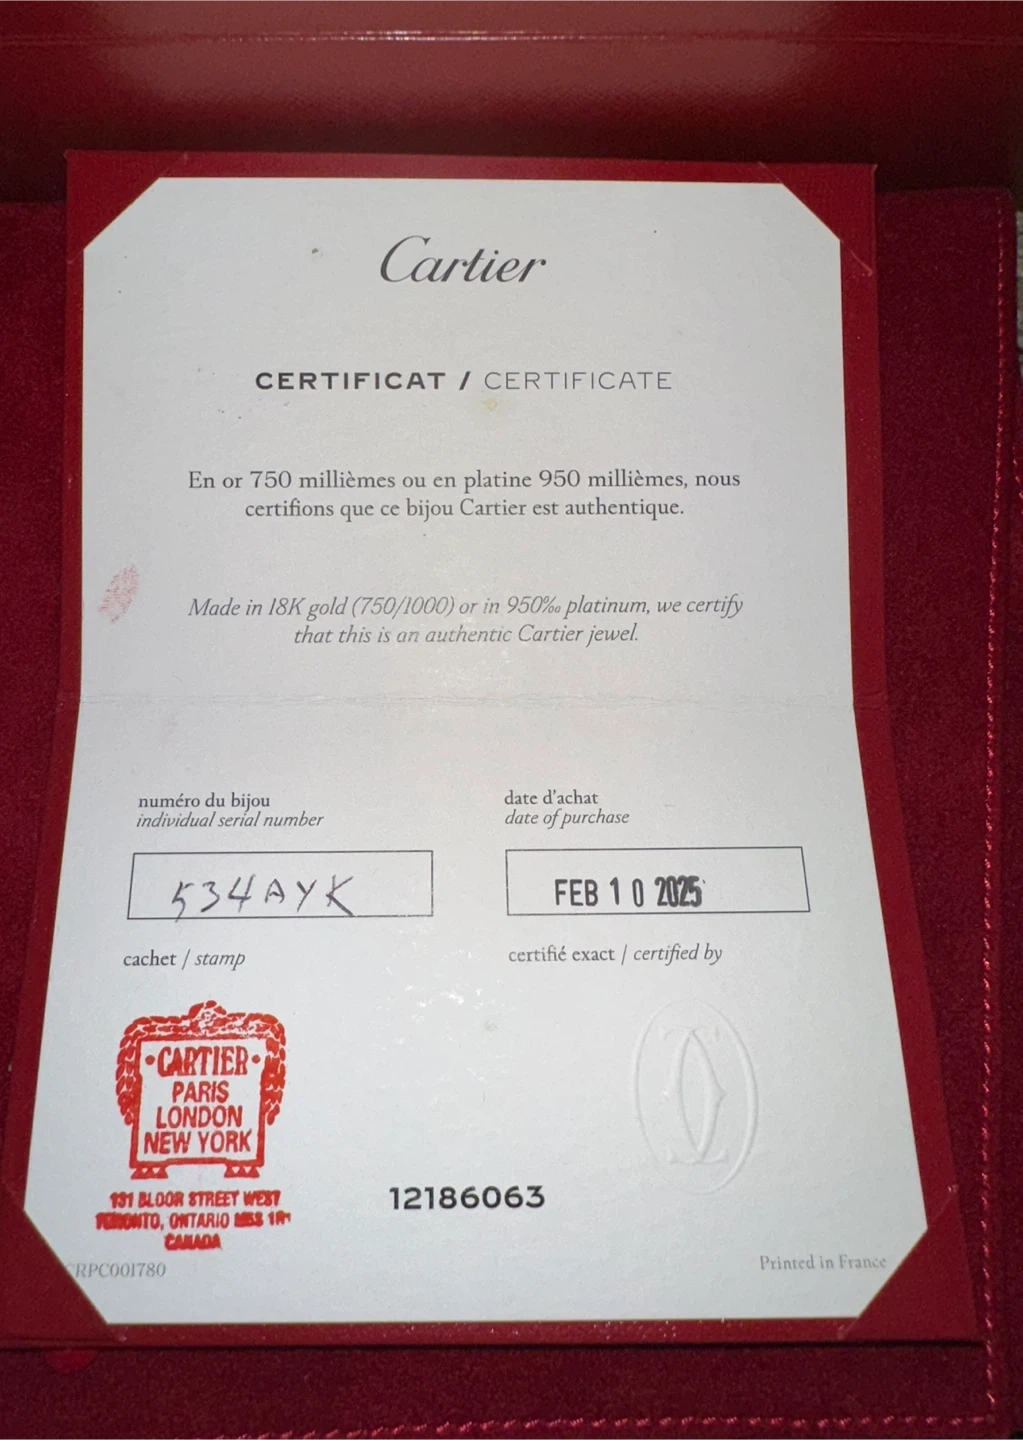 Cartier
CERTIFICAT / CERTIFICATE
En or 750 millièmes ou en platine 950 millièmes, nous
certifions que ce bijou Cartier est authentique.
Made in 18K gold (750/1000) or in 950‰ platinum, we certify
that this is an authentic Cartier jewel.
numéro du bijou
individual serial number
date d'achat
date of purchase
534AYK
FEB 10 2025
cachet / stamp
certifié exact / certified by
•CARTIER•
PARIS
LONDON
NEW YORK
131 BLOOR STREET WEST
TORONTO, ONTARIO
CANADA
12186063
CRPC001780
Printed in France